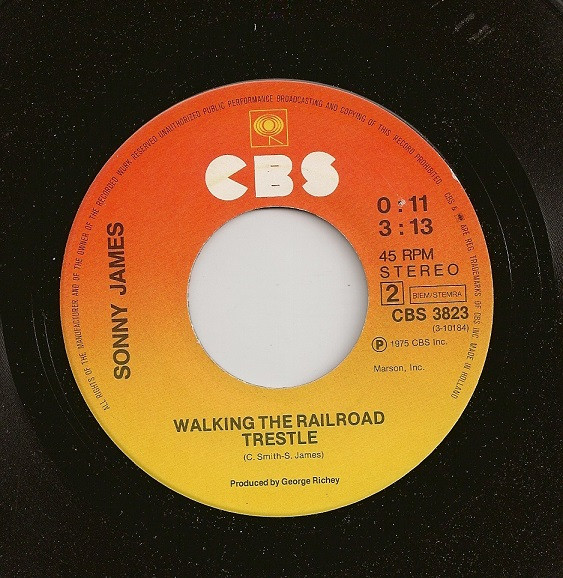 ALL RIGHTS OF THE MANUFACTURER AND OF THE OWNER OF THE RECORDED WORK RESERVED UNAUTHORIZED PUBLIC PERFORMANCE BROADCASTING AND COPYING OF THIS RECORD PROHIBITED
CBS & ARE REG. TRADEMARKS OF CBS INC. MADE IN HOLLAND
CBS
SONNY JAMES
0 : 11
3 : 13
45 RPM
STEREO
2 BIEM/STEMRA
CBS 3823
(3-10184)
P 1975 CBS Inc.
Marson, Inc.
WALKING THE RAILROAD
TRESTLE
(C. Smith-S. James)
Produced by George Richey